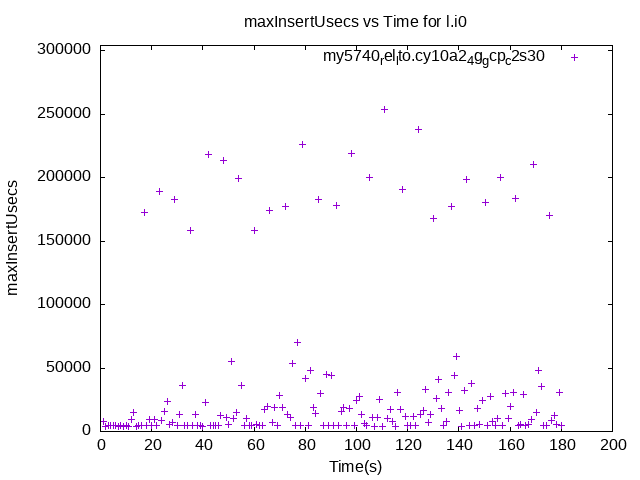 maxInsertUsecs vs Time for l.i0
my5740relito.cy10a24ggcpc2s30
300000
250000
200000
150000
100000
50000
0
maxInsertUsecs
0 20 40 60 80 100 120 140 160 180 200
Time(s)